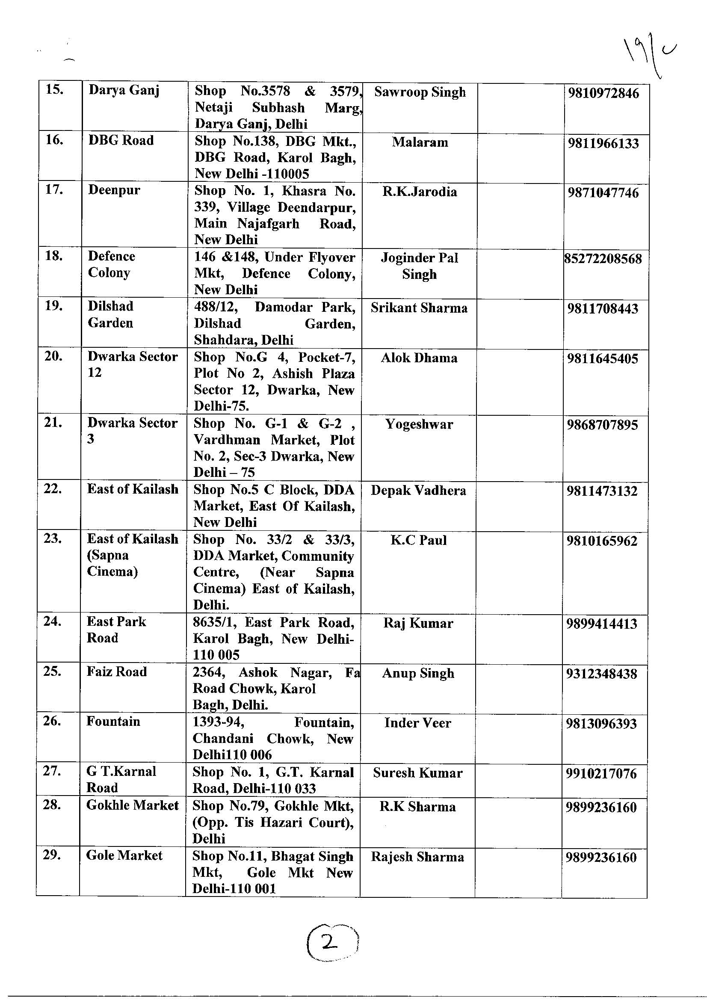 19/c
15. Darya Ganj Shop No.3578 & 3579, Sawroop Singh 9810972846
Netaji Subhash Marg,
Darya Ganj, Delhi
16. DBG Road Shop No.138, DBG Mkt., Malaram 9811966133
DBG Road, Karol Bagh,
New Delhi -110005
17. Deenpur Shop No. 1, Khasra No. R.K.Jarodia 9871047746
339, Village Deendarpur,
Main Najafgarh Road,
New Delhi
18. Defence 146 &148, Under Flyover Joginder Pal 85272208568
Colony Mkt, Defence Colony, Singh
New Delhi
19. Dilshad 488/12, Damodar Park, Srikant Sharma 9811708443
Garden Dilshad Garden,
Shahdara, Delhi
20. Dwarka Sector Shop No.G 4, Pocket-7, Alok Dhama 9811645405
12 Plot No 2, Ashish Plaza
Sector 12, Dwarka, New
Delhi-75.
21. Dwarka Sector Shop No. G-1 & G-2 , Yogeshwar 9868707895
3 Vardhman Market, Plot
No. 2, Sec-3 Dwarka, New
Delhi – 75
22. East of Kailash Shop No.5 C Block, DDA Depak Vadhera 9811473132
Market, East Of Kailash,
New Delhi
23. East of Kailash Shop No. 33/2 & 33/3, K.C Paul 9810165962
(Sapna DDA Market, Community
Cinema) Centre, (Near Sapna
Cinema) East of Kailash,
Delhi.
24. East Park 8635/1, East Park Road, Raj Kumar 9899414413
Road Karol Bagh, New Delhi-
110 005
25. Faiz Road 2364, Ashok Nagar, Fa Anup Singh 9312348438
Road Chowk, Karol
Bagh, Delhi.
26. Fountain 1393-94, Fountain, Inder Veer 9813096393
Chandani Chowk, New
Delhi110 006
27. G T.Karnal Shop No. 1, G.T. Karnal Suresh Kumar 9910217076
Road Road, Delhi-110 033
28. Gokhle Market Shop No.79, Gokhle Mkt, R.K Sharma 9899236160
(Opp. Tis Hazari Court),
Delhi
29. Gole Market Shop No.11, Bhagat Singh Rajesh Sharma 9899236160
Mkt, Gole Mkt New
Delhi-110 001
2